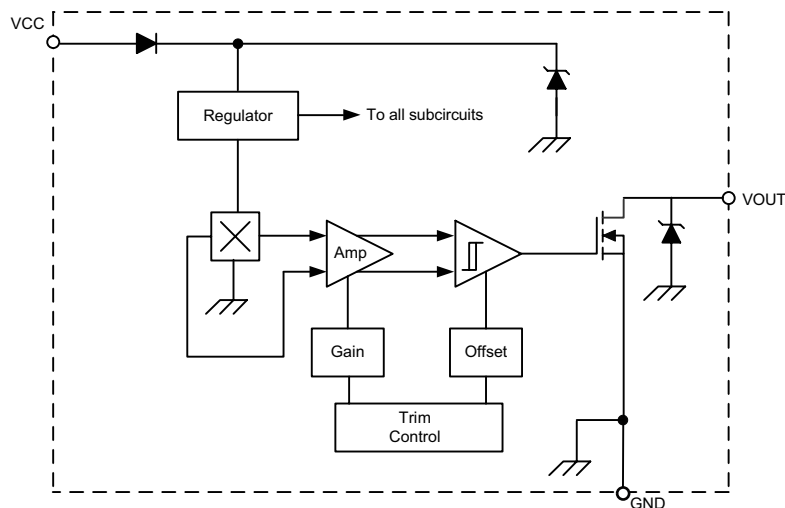 VCC
Regulator
To all subcircuits
VOUT
Amp
Gain
Offset
Trim
Control
GND